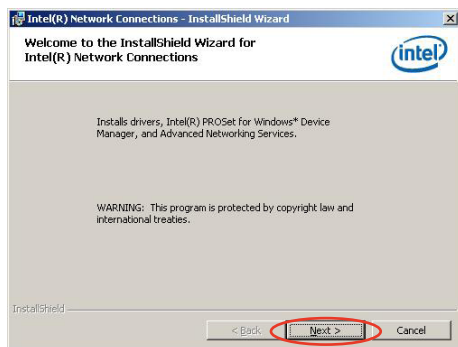 Intel(R) Network Connections - InstallShield Wizard
Welcome to the InstallShield Wizard for
Intel(R) Network Connections
intel
Installs drivers, Intel(R) PROSet for Windows* Device
Manager, and Advanced Networking Services.
WARNING: This program is protected by copyright law and
international treaties.
InstallShield
< Back Next > Cancel